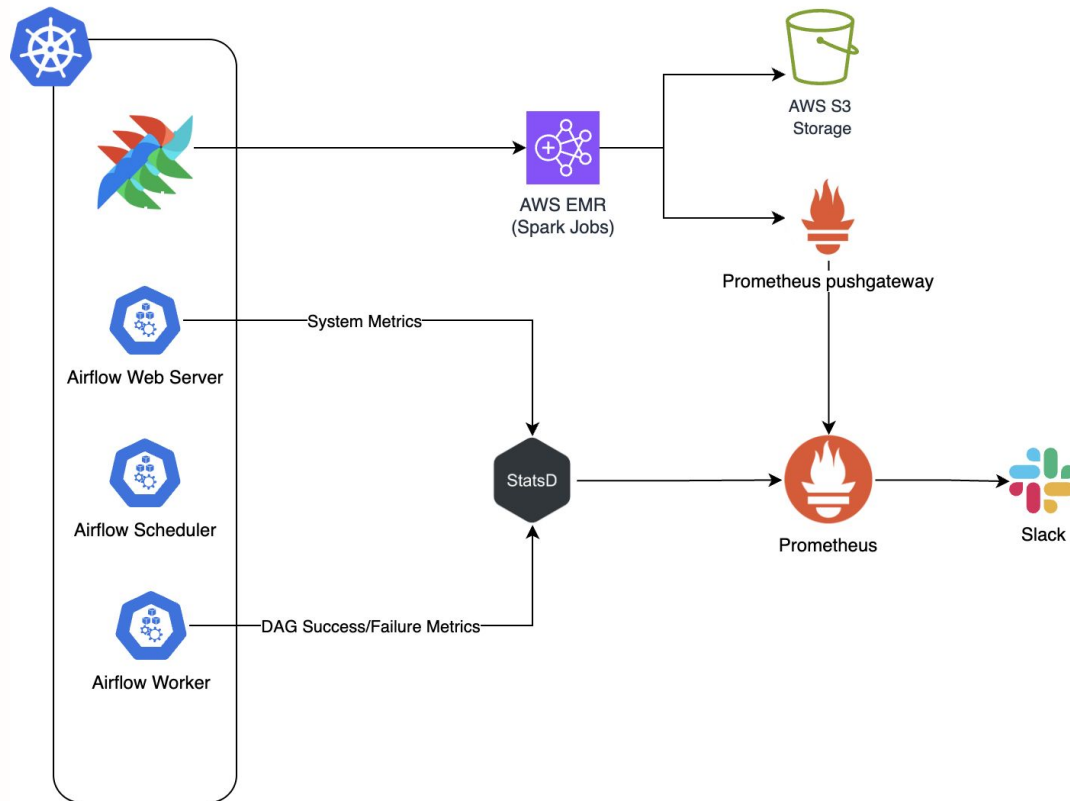 AWS S3
Storage
AWS EMR
(Spark Jobs)
Prometheus pushgateway
System Metrics
Airflow Web Server
StatsD
Airflow Scheduler
Prometheus
Slack
DAG Success/Failure Metrics
Airflow Worker